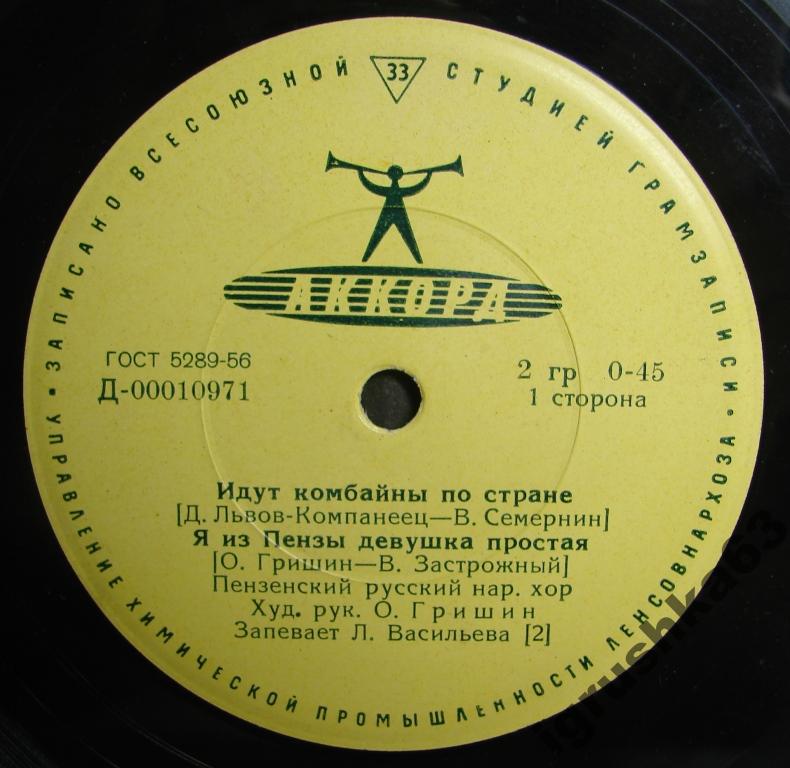 ЗАПИСАНО ВСЕСОЮЗНОЙ 33 СТУДИЕЙ ГРАМЗАПИСИ •
АККОРД
ГОСТ 5289-56
Д-00010971
2 гр 0-45
1 сторона
Идут комбайны по стране
[Д. Львов-Компанеец—В. Семернин]
Я из Пензы девушка простая
[О. Гришин—В. Застрожный]
Пензенский русский нар. хор
Худ. рук. О. Гришин
Запевает Л. Васильева [2]
• УПРАВЛЕНИЕ ХИМИЧЕСКОЙ ПРОМЫШЛЕННОСТИ ЛЕНСОВНАРХОЗА
igrushka63